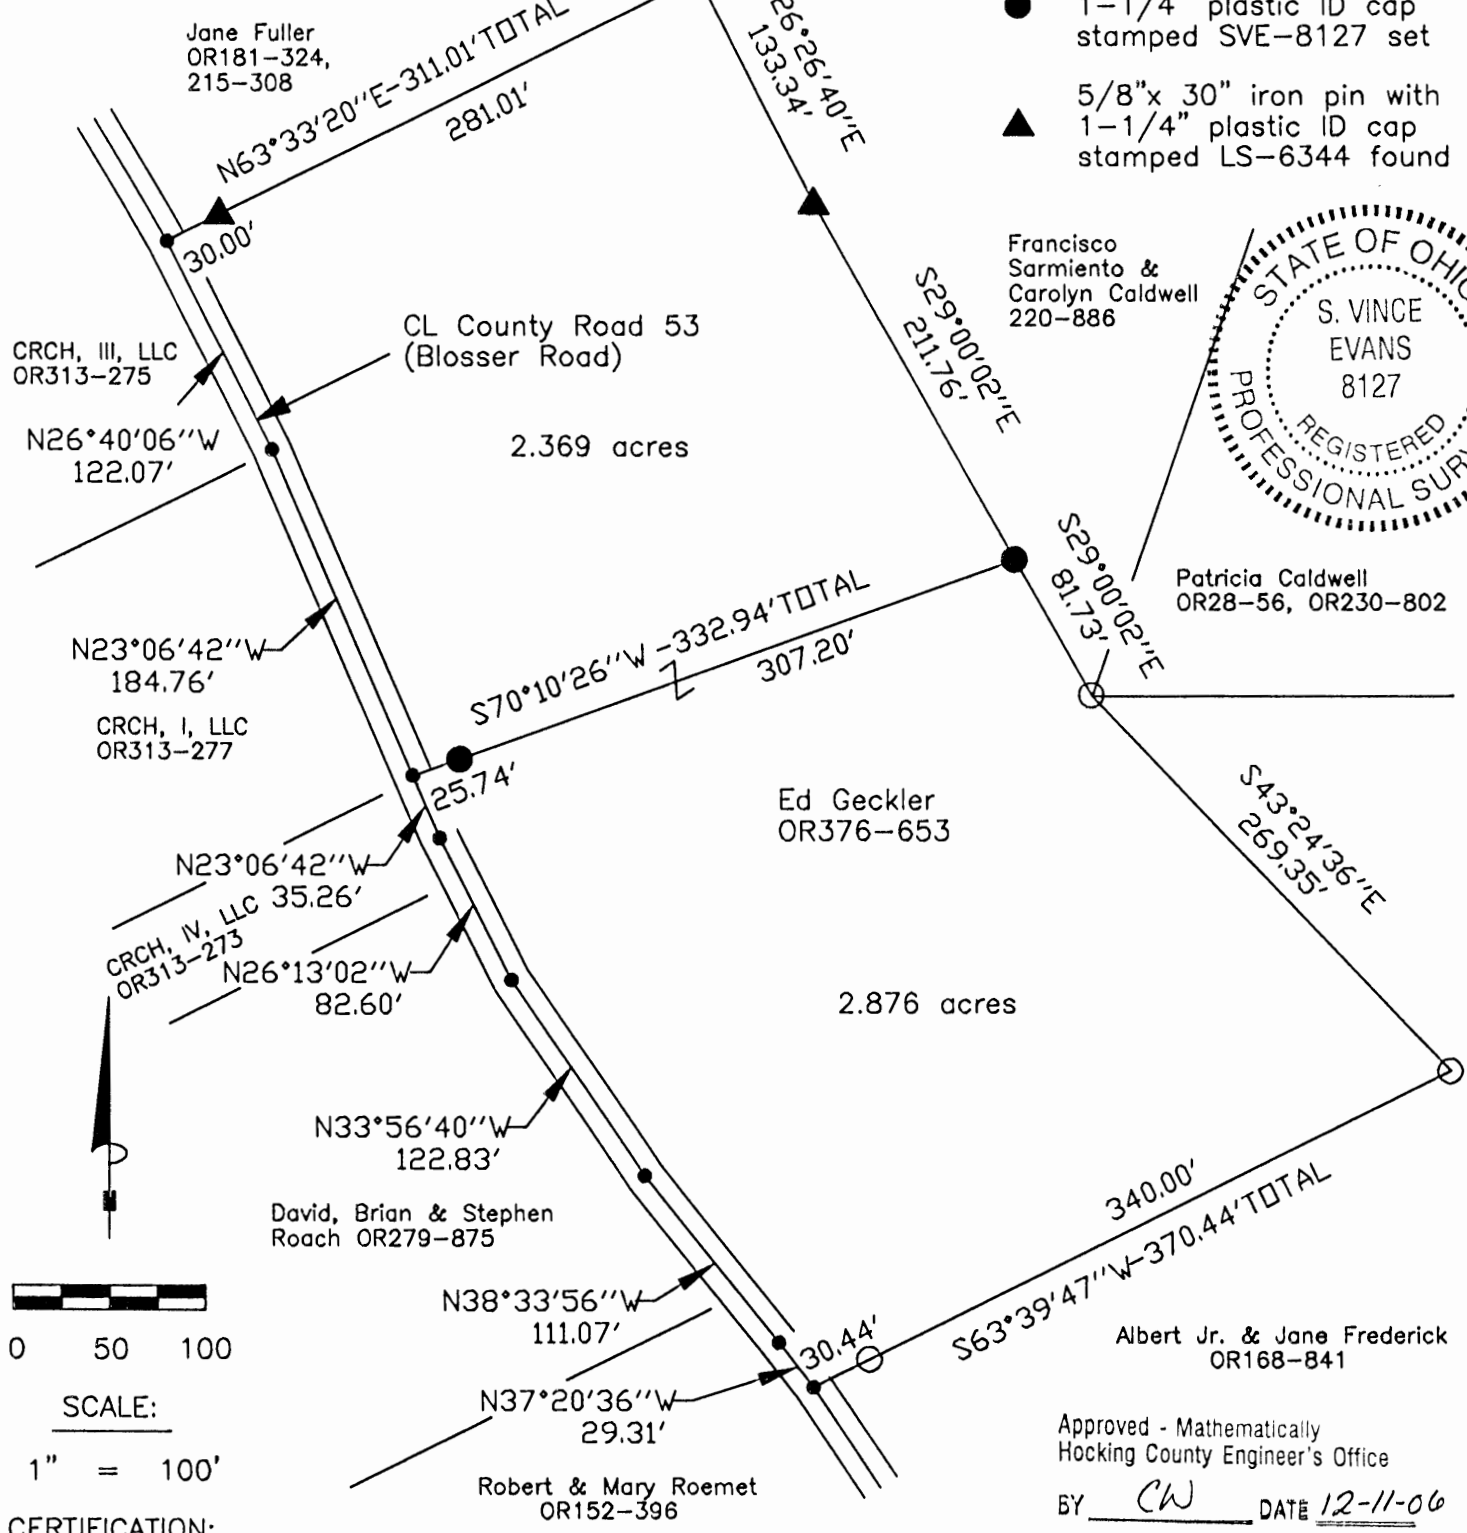 Jane Fuller
OR181-324,
215-308
N63°33'20"E-311.01'TOTAL
281.01'
26°26'40"E
133.34'
1-1/4" plastic ID cap
stamped SVE-8127 set
5/8"x 30" iron pin with
1-1/4" plastic ID cap
stamped LS-6344 found
30.00'
Francisco
Sarmiento &
Carolyn Caldwell
220-886
S29°00'02"E
211.76'
STATE OF OHIO
S. VINCE
EVANS
8127
REGISTERED
PROFESSIONAL SURV
CL County Road 53
(Blosser Road)
CRCH, III, LLC
OR313-275
N26°40'06"W
122.07'
2.369 acres
S29°00'02"E
81.73'
Patricia Caldwell
OR28-56, OR230-802
S70°10'26"W -332.94'TOTAL
307.20'
N23°06'42"W
184.76'
CRCH, I, LLC
OR313-277
25.74'
Ed Geckler
OR376-653
S43°24'36"E
269.35'
N23°06'42"W
35.26'
CRCH, IV, LLC
OR313-273
N26°13'02"W
82.60'
2.876 acres
N33°56'40"W
122.83'
David, Brian & Stephen
Roach OR279-875
340.00'
S63°39'47"W-370.44'TOTAL
N38°33'56"W
111.07'
30.44'
0 50 100
Albert Jr. & Jane Frederick
OR168-841
N37°20'36"W
29.31'
SCALE:
1" = 100'
Robert & Mary Roemet
OR152-396
Approved - Mathematically
Hocking County Engineer's Office
BY CW DATE 12-11-06
CERTIFICATION: